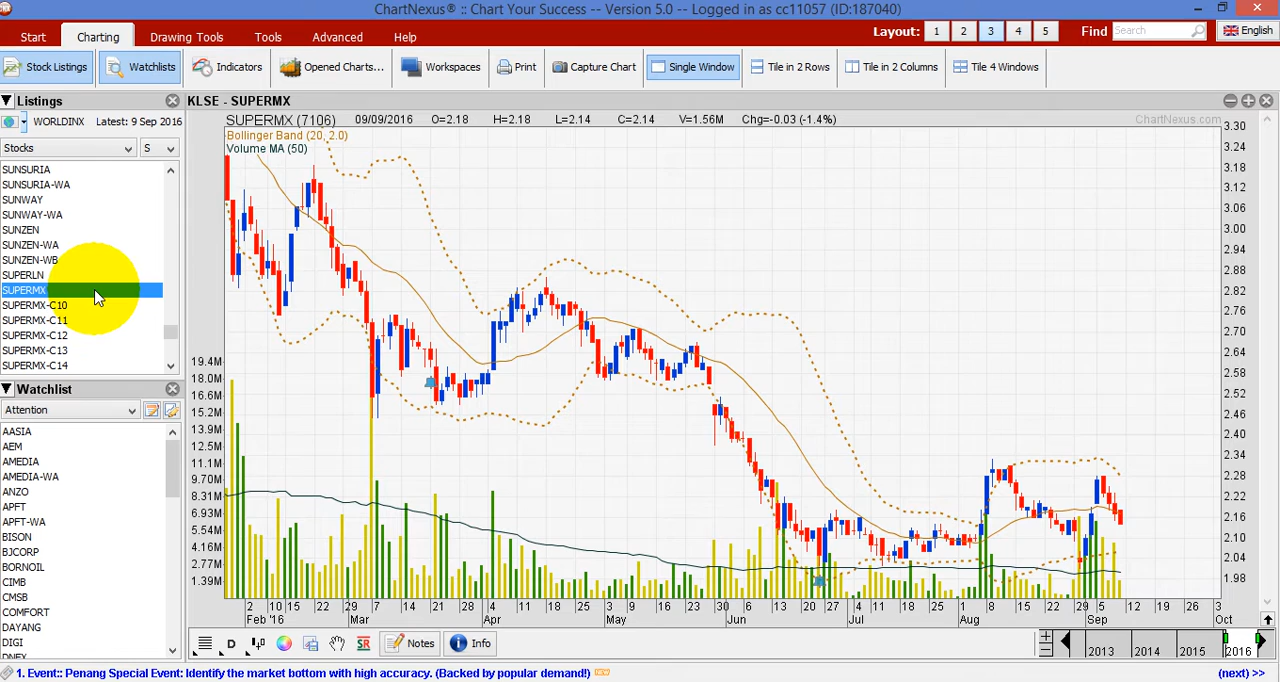 ChartNexus® :: Chart Your Success -- Version 5.0 -- Logged in as cc11057 (ID:187040)
Start Charting Drawing Tools Tools Advanced Help Layout: 1 2 3 4 5 Find Search English
Stock Listings Watchlists Indicators Opened Charts... Workspaces Print Capture Chart Single Window Tile in 2 Rows Tile in 2 Columns Tile 4 Windows
Listings
WORLDINX Latest: 9 Sep 2016
Stocks S
SUNSURIA
SUNSURIA-WA
SUNWAY
SUNWAY-WA
SUNZEN
SUNZEN-WA
SUNZEN-WB
SUPERLN
SUPERMX
SUPERMX-C10
SUPERMX-C11
SUPERMX-C12
SUPERMX-C13
SUPERMX-C14
Watchlist
Attention
AASIA
AEM
AMEDIA
AMEDIA-WA
ANZO
APFT
APFT-WA
BISON
BJCORP
BORNOIL
CIMB
CMSB
COMFORT
DAYANG
DIGI
KLSE - SUPERMX
SUPERMX (7106) 09/09/2016 O=2.18 H=2.18 L=2.14 C=2.14 V=1.56M Chg=-0.03 (-1.4%) ChartNexus.com
Bollinger Band (20, 2.0)
Volume MA (50)
3.30
3.24
3.18
3.12
3.06
3.00
2.94
2.88
2.82
2.76
2.70
2.64
2.58
2.52
2.46
2.40
2.34
2.28
2.22
2.16
2.10
2.04
1.98
19.4M
18.0M
16.6M
15.2M
13.9M
12.5M
11.1M
9.70M
8.31M
6.93M
5.54M
4.16M
2.77M
1.39M
2 10 15 22 29 7 14 21 28 4 11 18 25 3 9 16 23 30 6 13 20 27 4 11 18 25 1 8 15 22 29 5 12 19 26 3
Feb '16 Mar Apr May Jun Jul Aug Sep Oct
D SR Notes Info 2013 2014 2015 2016
1. Event:: Penang Special Event: Identify the market bottom with high accuracy. (Backed by popular demand!) (next) >>